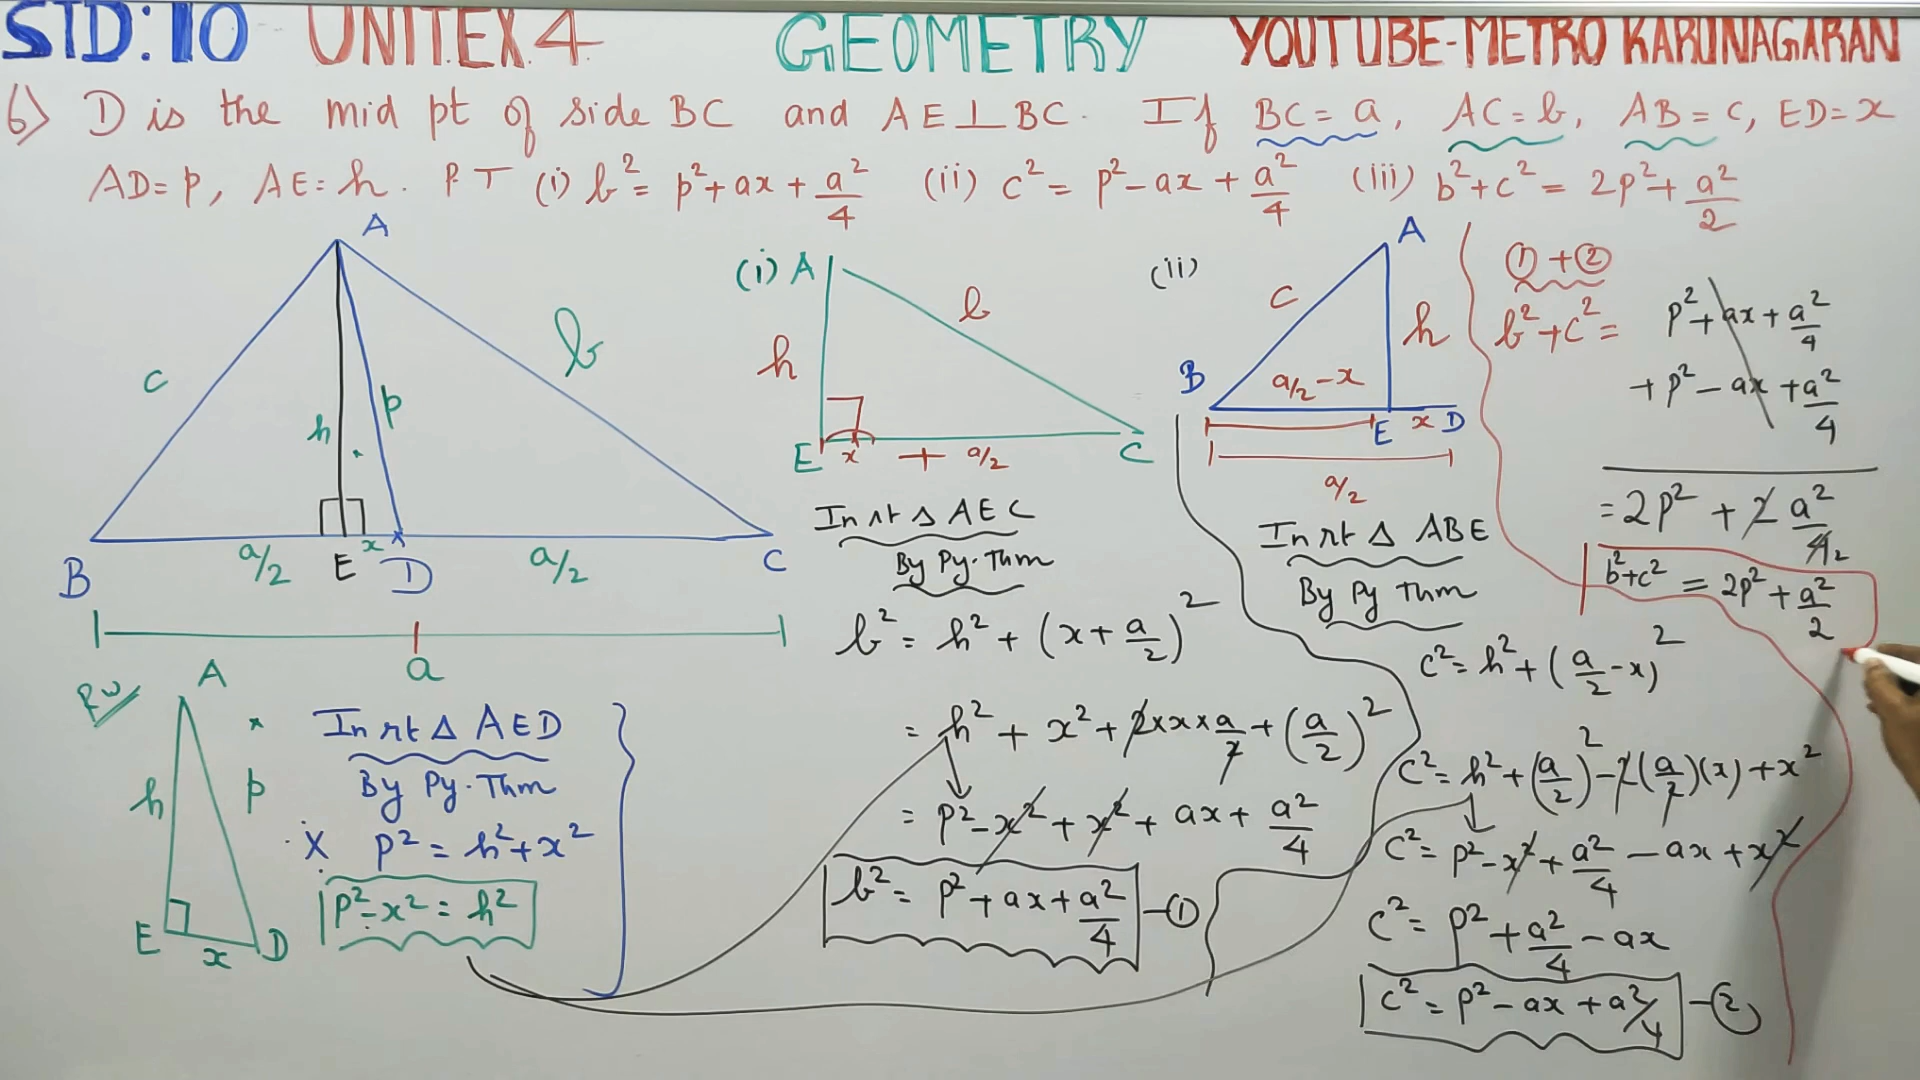 STD: 10 UNIT.EX.4 GEOMETRY YOUTUBE-METRO KARUNAGARAN
6) D is the mid pt of side BC and AE⊥BC. If BC = a, AC = b, AB = c, ED = x
AD = p, AE = h. P T (i) b² = p² + ax + a²/4 (ii) c² = p² - ax + a²/4 (iii) b² + c² = 2p² + a²/2
A
c
b
h
p
B
a/2
E
x
D
a/2
C
a
RW
A
h
p
E
x
D
In rt Δ AED
By Py. Thm
p² = h² + x²
p² - x² = h²
(i) A
b
h
E
x + a/2
C
In rt Δ AEC
By Py. Thm
b² = h² + (x + a/2)²
= h² + x² + 2 × x × a/2 + (a/2)²
= p² - x² + x² + ax + a²/4
b² = p² + ax + a²/4 - ①
(ii)
A
c
h
B
a/2 - x
E
x
D
a/2
In rt Δ ABE
By Py Thm
c² = h² + (a/2 - x)²
c² = h² + (a/2)² - 2(a/2)(x) + x²
c² = p² - x² + a²/4 - ax + x²
c² = p² + a²/4 - ax
c² = p² - ax + a²/4 - ②
① + ②
b² + c² = p² + ax + a²/4
+ p² - ax + a²/4
= 2p² + 2 a²/4 2
b² + c² = 2p² + a²/2